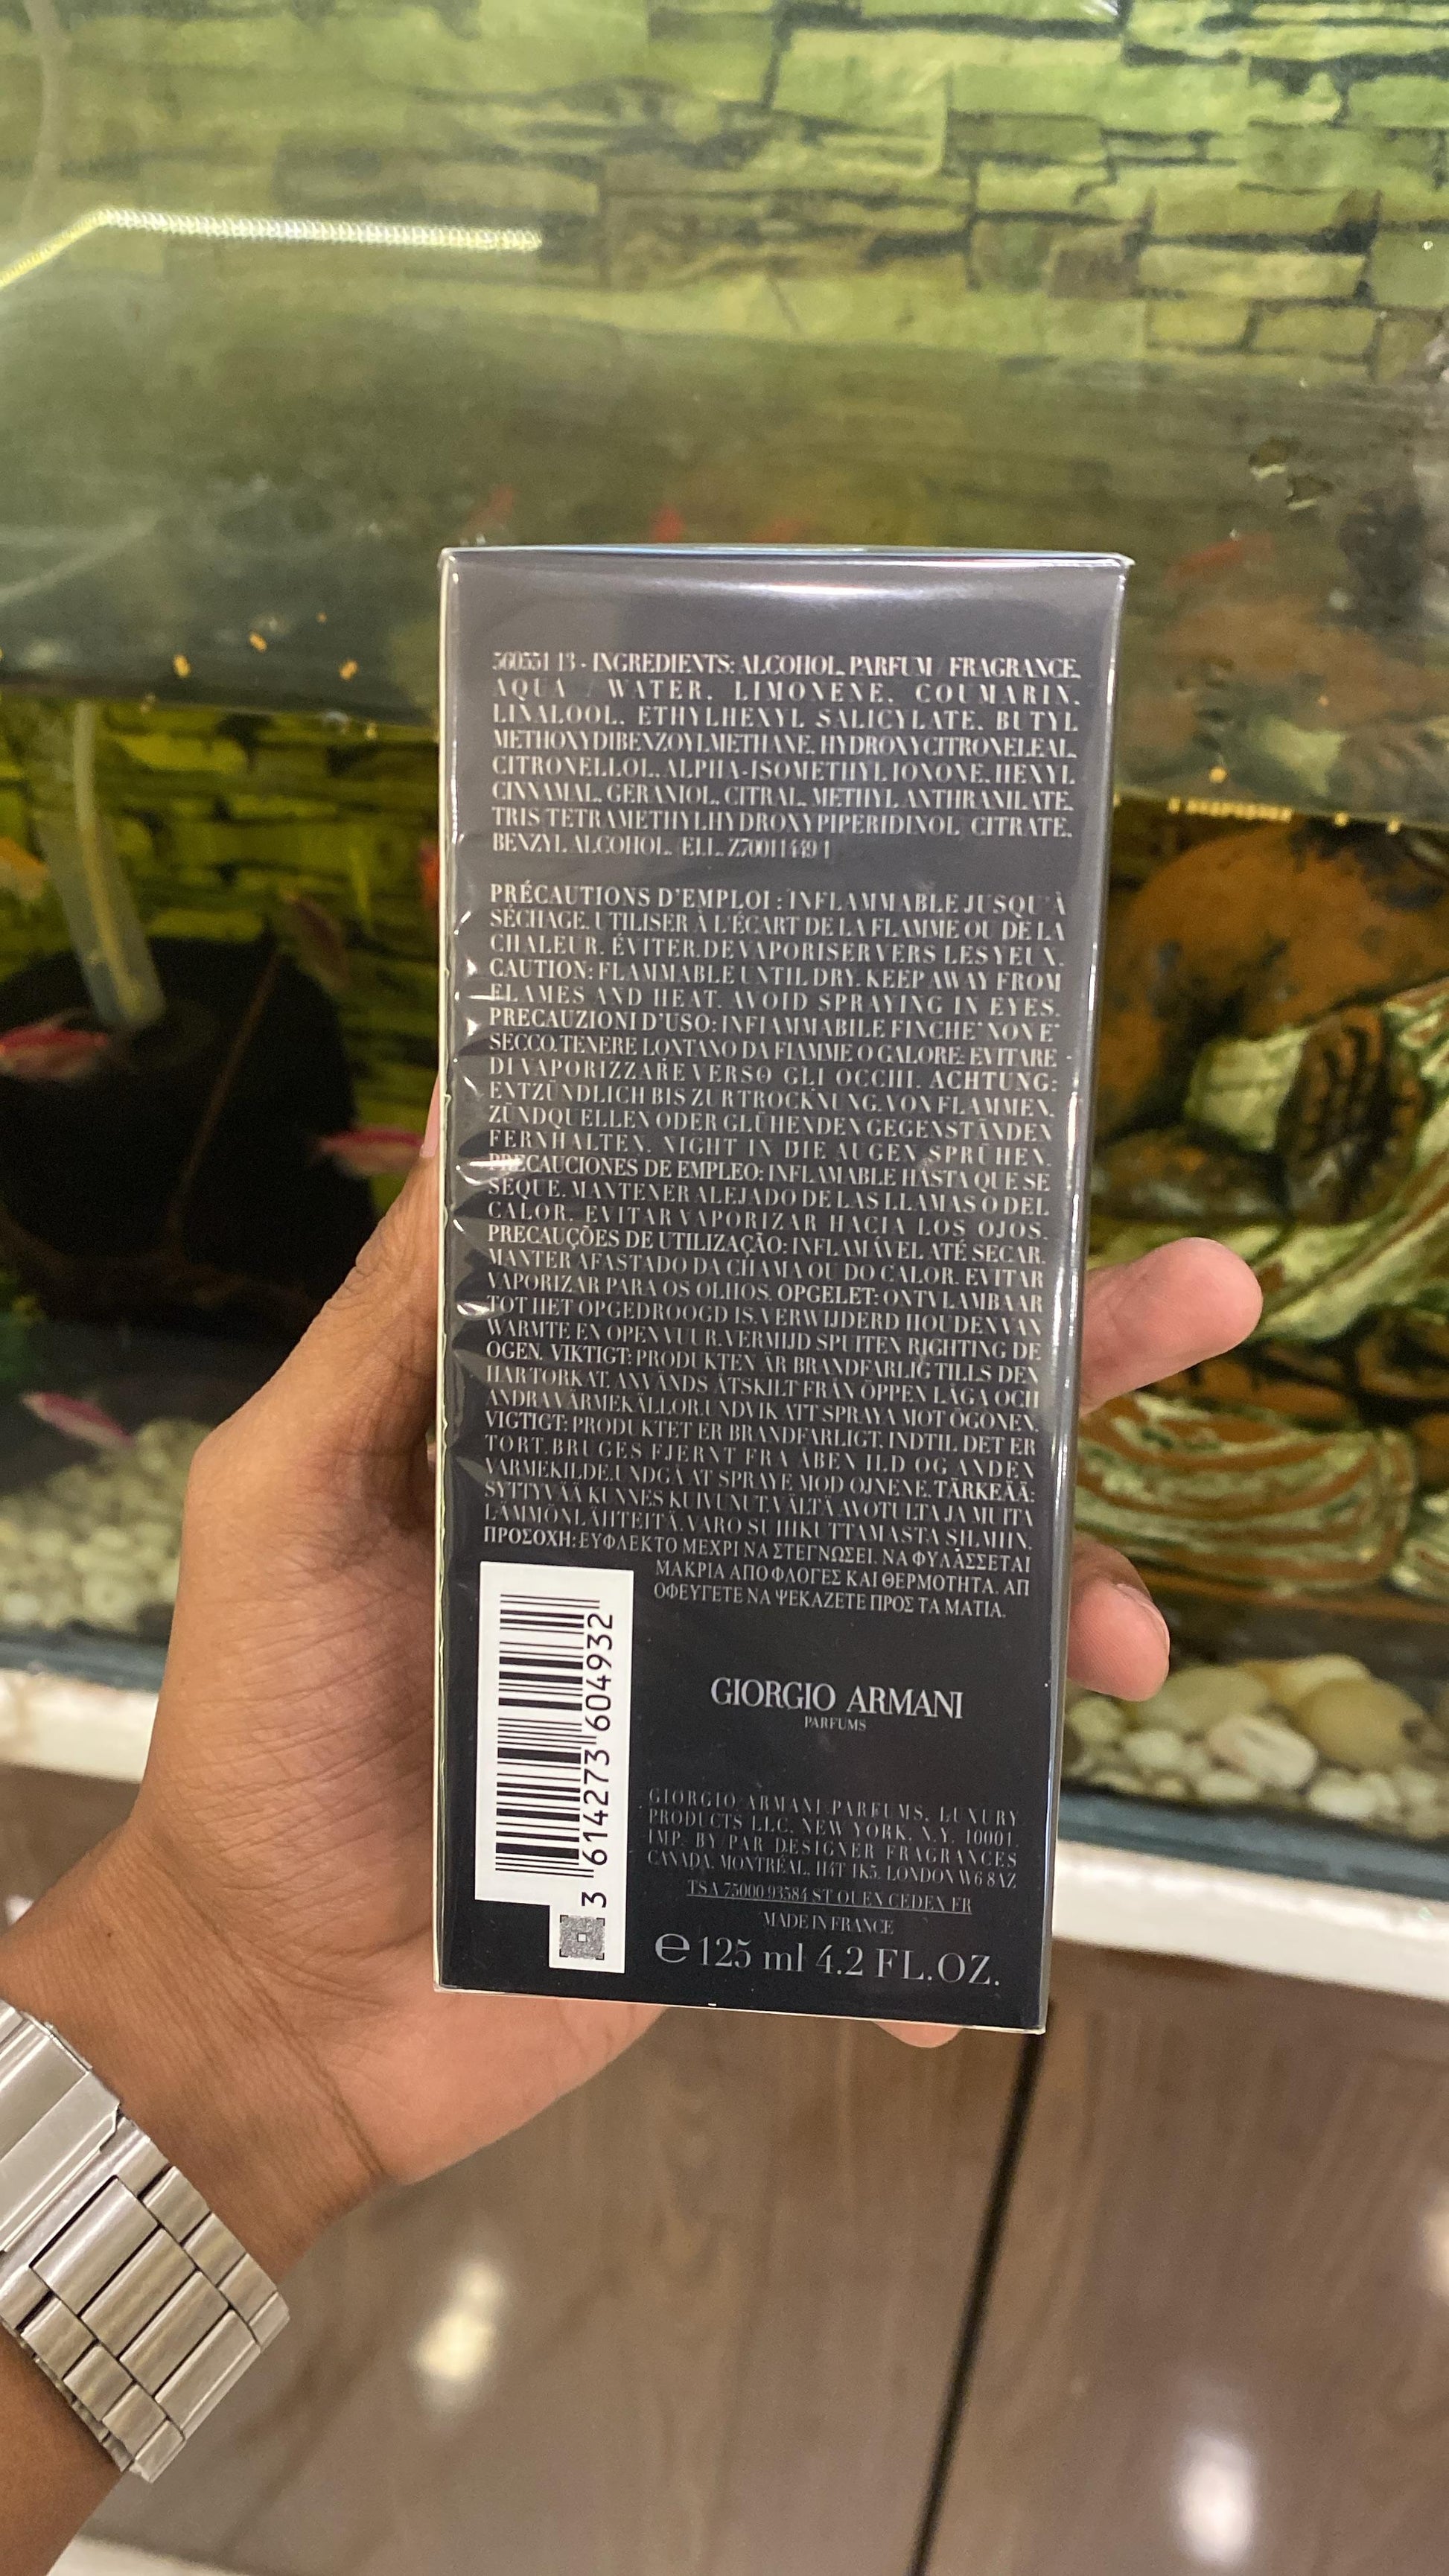 560551 13 - INGREDIENTS: ALCOHOL, PARFUM / FRAGRANCE,
AQUA / WATER, LIMONENE, COUMARIN,
LINALOOL, ETHYLHEXYL SALICYLATE, BUTYL
METHOXYDIBENZOYLMETHANE, HYDROXYCITRONELEAL,
CITRONELLOL, ALPHA-ISOMETHYL IONONE, HEXYL
CINNAMAL, GERANIOL, CITRAL, METHYL ANTHRANILATE,
TRIS TETRAMETHYLHYDROXYPIPERIDINOL CITRATE,
BENZYL ALCOHOL. F.I.L. Z70011449/1
PRÉCAUTIONS D'EMPLOI : INFLAMMABLE JUSQU'À
SÉCHAGE. UTILISER À L'ÉCART DE LA FLAMME OU DE LA
CHALEUR. ÉVITER DE VAPORISER VERS LES YEUX.
CAUTION: FLAMMABLE UNTIL DRY. KEEP AWAY FROM
FLAMES AND HEAT. AVOID SPRAYING IN EYES.
PRECAUZIONI D'USO: INFIAMMABILE FINCHE' NON E'
SECCO. TENERE LONTANO DA FIAMME O GALORE: EVITARE -
DI VAPORIZZARE VERSO GLI OCCHI. ACHTUNG:
ENTZÜNDLICH BIS ZUR TROCKNUNG. VON FLAMMEN,
ZÜNDQUELLEN ODER GLÜHENDEN GEGENSTÄNDEN
FERNHALTEN. NIGHT IN DIE AUGEN SPRÜHEN.
PRECAUCIONES DE EMPLEO: INFLAMABLE HASTA QUE SE
SEQUE. MANTENER ALEJADO DE LAS LLAMAS O DEL
CALOR. EVITAR VAPORIZAR HACIA LOS OJOS.
PRECAUÇÕES DE UTILIZAÇÃO: INFLAMÁVEL ATÉ SECAR.
MANTER AFASTADO DA CHAMA OU DO CALOR. EVITAR
VAPORIZAR PARA OS OLHOS. OPGELET: ONTVLAMBAAR
TOT HET OPGEDROOGD IS. VERWIJDERD HOUDEN VAN
WARMTE EN OPEN VUUR. VERMIJD SPUITEN RIGHTING DE
OGEN. VIKTIGT: PRODUKTEN ÄR BRANDFARLIG TILLS DEN
HAR TORKAT. ANVÄNDS ÅTSKILT FRÅN ÖPPEN LÅGA OCH
ANDRA VÄRMEKÄLLOR. UNDVIK ATT SPRAYA MOT ÖGONEN.
VIGTIGT: PRODUKTET ER BRANDFARLIGT, INDTIL DET ER
TORT. BRUGES FJERNT FRA ÅBEN ILD OG ANDEN
VARMEKILDE. UNDGÅ AT SPRAYE MOD OJNENE. TÄRKEÄÄ:
SYTTYVÄÄ KUNNES KUIVUNUT. VÄLTÄ AVOTULTA JA MUITA
LÄMMÖNLÄHTEITÄ. VARO SUIHKUTTAMASTA SILMIIN.
ΠΡΟΣΟΧΗ: ΕΥΦΛΕΚΤΟ ΜΕΧΡΙ ΝΑ ΣΤΕΓΝΩΣΕΙ. ΝΑ ΦΥΛΑΣΣΕΤΑΙ
ΜΑΚΡΙΑ ΑΠΟ ΦΛΟΓΕΣ ΚΑΙ ΘΕΡΜΟΤΗΤΑ. ΑΠ
ΟΦΕΥΓΕΤΕ ΝΑ ΨΕΚΑΖΕΤΕ ΠΡΟΣ ΤΑ ΜΑΤΙΑ.
3 614273 604932
GIORGIO ARMANI
PARFUMS
GIORGIO ARMANI PARFUMS, LUXURY
PRODUCTS LLC, NEW YORK, N.Y. 10001.
IMP. BY/PAR DESIGNER FRAGRANCES
CANADA, MONTRÉAL, H4T 1K5. LONDON W6 8AZ
TSA 75000 93584 ST OUEN CEDEX FR
MADE IN FRANCE
℮ 125 ml 4.2 FL.OZ.